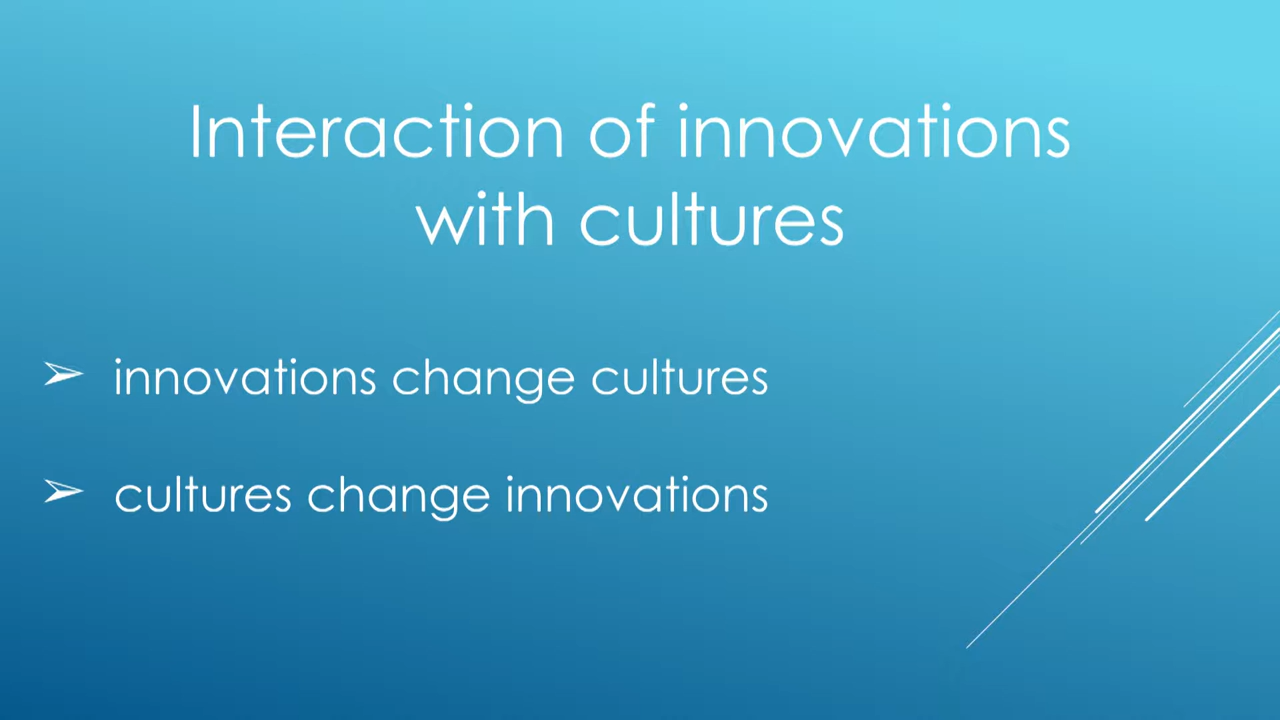 Interaction of innovations
with cultures
➢ innovations change cultures
➢ cultures change innovations